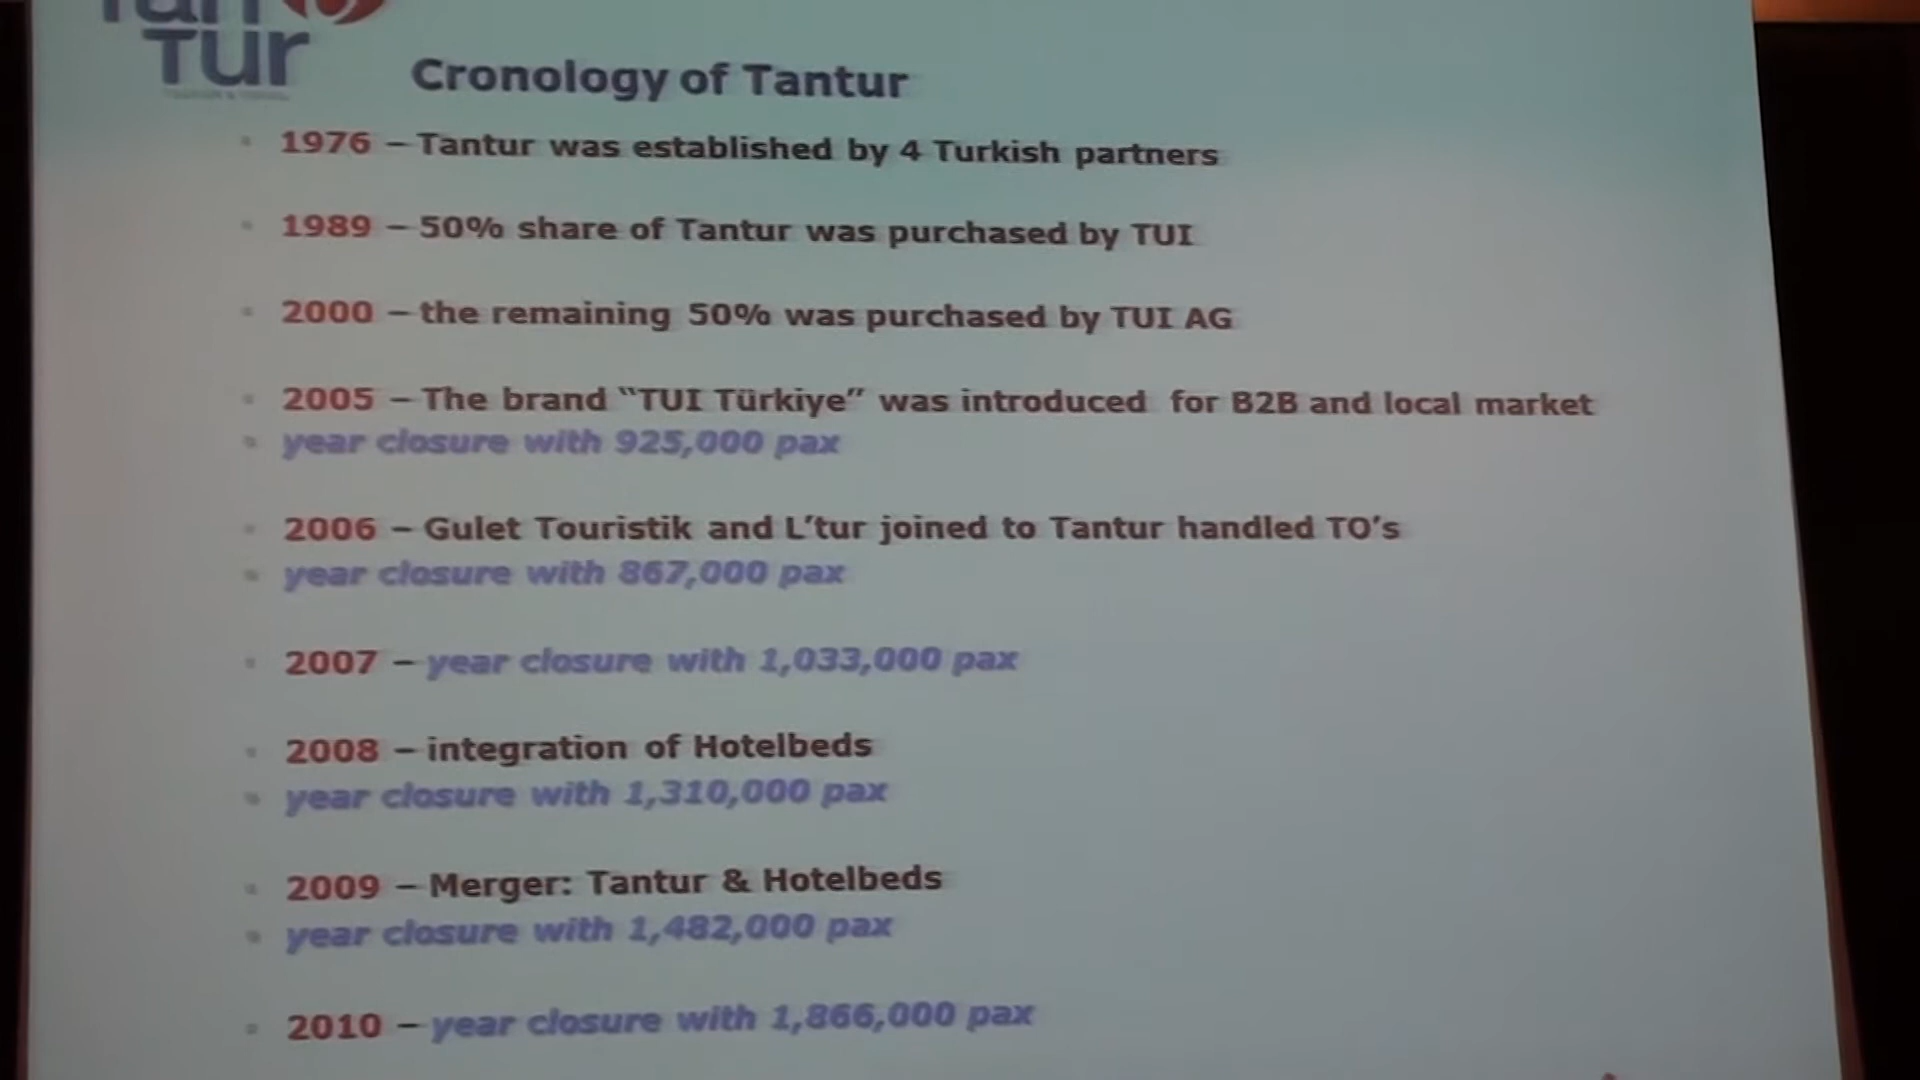 Tur
Cronology of Tantur
1976 – Tantur was established by 4 Turkish partners
1989 – 50% share of Tantur was purchased by TUI
2000 – the remaining 50% was purchased by TUI AG
2005 – The brand “TUI Türkiye” was introduced for B2B and local market
year closure with 925,000 pax
2006 – Gulet Touristik and L’tur joined to Tantur handled TO’s
year closure with 867,000 pax
2007 – year closure with 1,033,000 pax
2008 – integration of Hotelbeds
year closure with 1,310,000 pax
2009 – Merger: Tantur & Hotelbeds
year closure with 1,482,000 pax
2010 – year closure with 1,866,000 pax